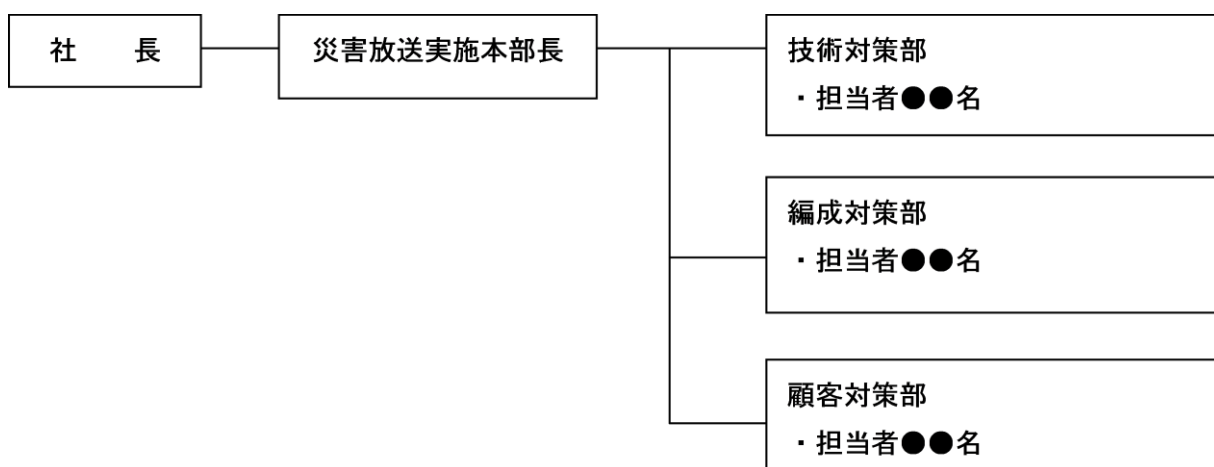 社　　長
災害放送実施本部長
技術対策部
・担当者●●名
編成対策部
・担当者●●名
顧客対策部
・担当者●●名